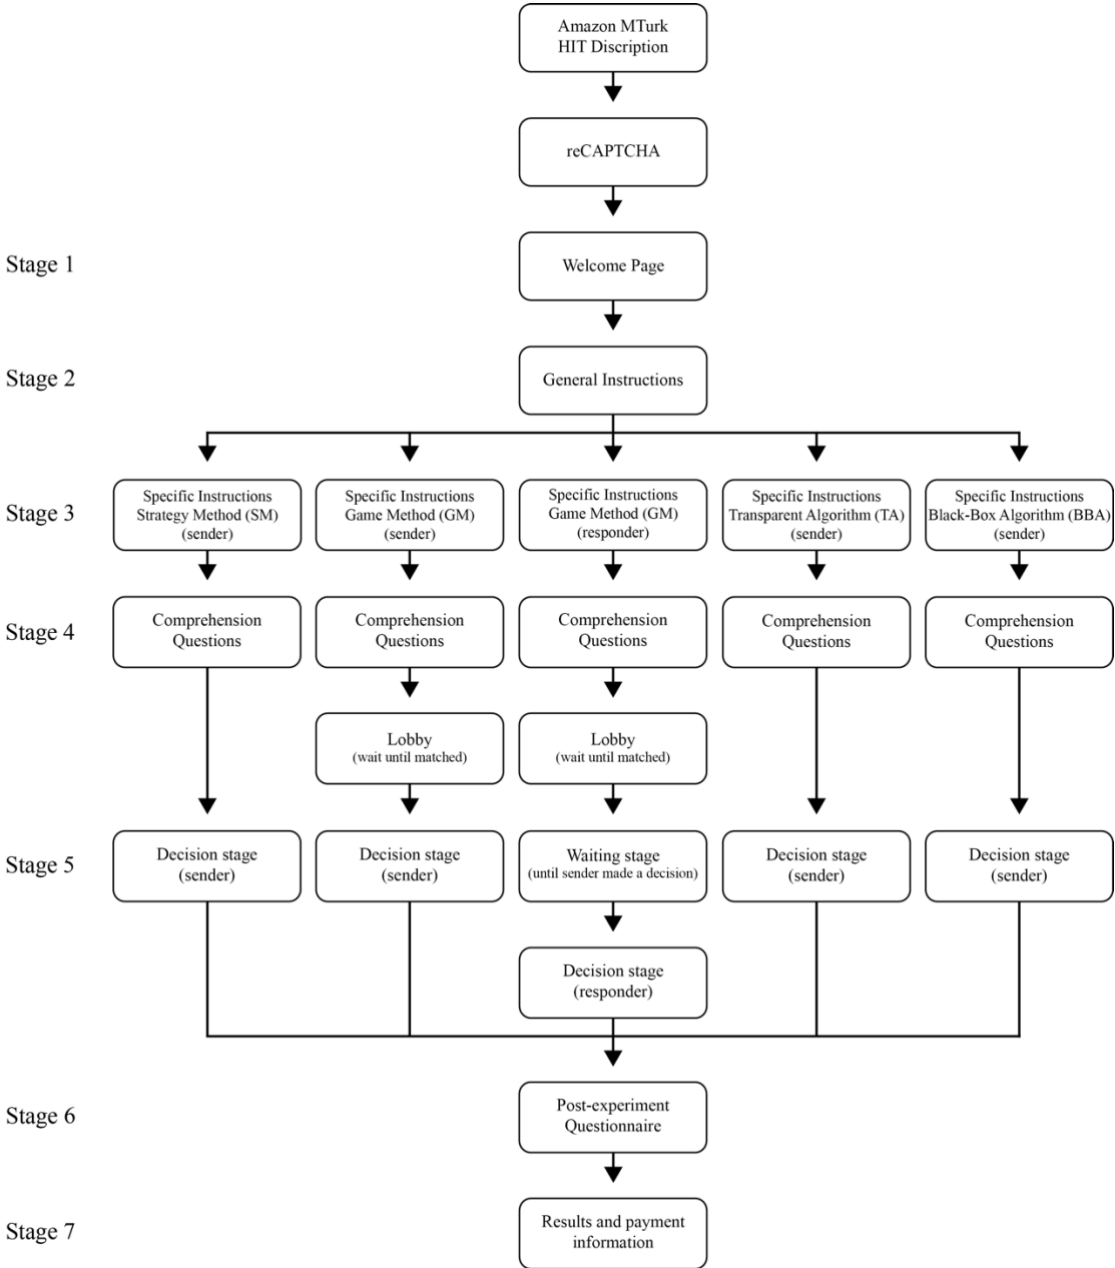 Amazon MTurk
HIT Discription
reCAPTCHA
Stage 1
Welcome Page
Stage 2
General Instructions
Stage 3
Specific Instructions
Strategy Method (SM)
(sender)
Specific Instructions
Game Method (GM)
(sender)
Specific Instructions
Game Method (GM)
(responder)
Specific Instructions
Transparent Algorithm (TA)
(sender)
Specific Instructions
Black-Box Algorithm (BBA)
(sender)
Stage 4
Comprehension
Questions
Comprehension
Questions
Comprehension
Questions
Comprehension
Questions
Comprehension
Questions
Lobby
(wait until matched)
Lobby
(wait until matched)
Stage 5
Decision stage
(sender)
Decision stage
(sender)
Waiting stage
(until sender made a decision)
Decision stage
(sender)
Decision stage
(sender)
Decision stage
(responder)
Stage 6
Post-experiment
Questionnaire
Stage 7
Results and payment
information